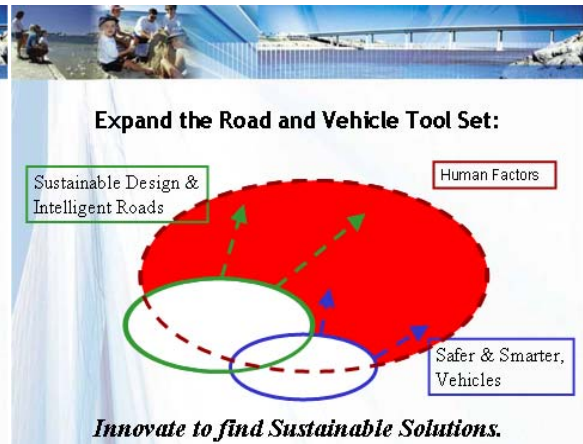 Expand the Road and Vehicle Tool Set:
Sustainable Design &
Intelligent Roads
Human Factors
Safer & Smarter,
Vehicles
Innovate to find Sustainable Solutions.